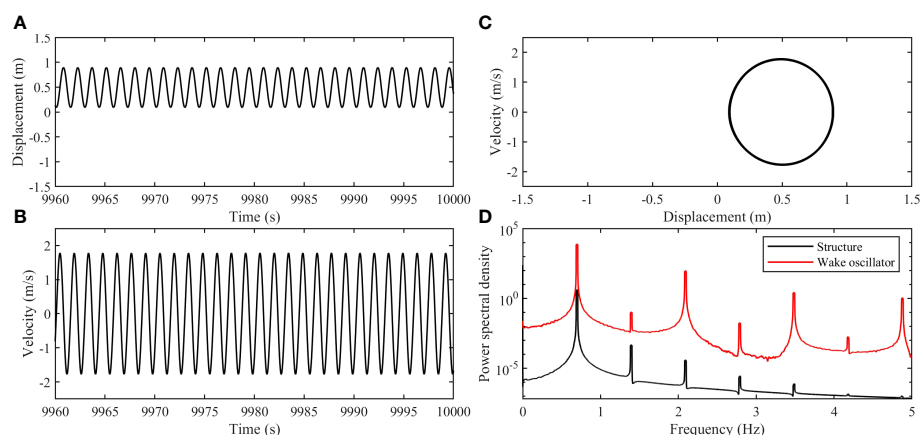 A
1.5
1
0.5
0
-0.5
-1
-1.5
Displacement (m)
9960 9965 9970 9975 9980 9985 9990 9995 10000
Time (s)
B
2
1
0
-1
-2
Velocity (m/s)
9960 9965 9970 9975 9980 9985 9990 9995 10000
Time (s)
C
2
1
0
-1
-2
Velocity (m/s)
-1.5 -1 -0.5 0 0.5 1 1.5
Displacement (m)
D
10^5
10^0
10^-5
Power spectral density
Structure
Wake oscillator
0 1 2 3 4 5
Frequency (Hz)